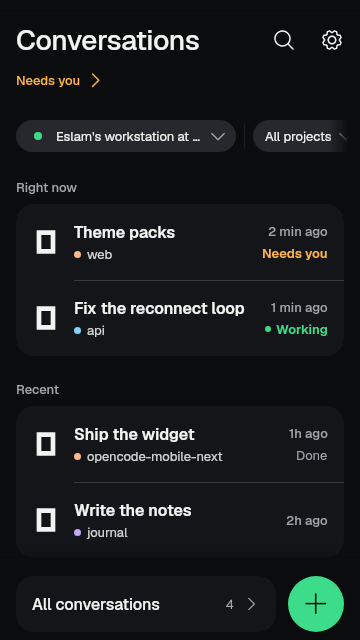 Conversations
Needs you
Eslam's workstation at ...
All projects
Right now
Theme packs
2 min ago
web
Needs you
Fix the reconnect loop
1 min ago
api
Working
Recent
Ship the widget
1h ago
opencode-mobile-next
Done
Write the notes
2h ago
journal
All conversations
4